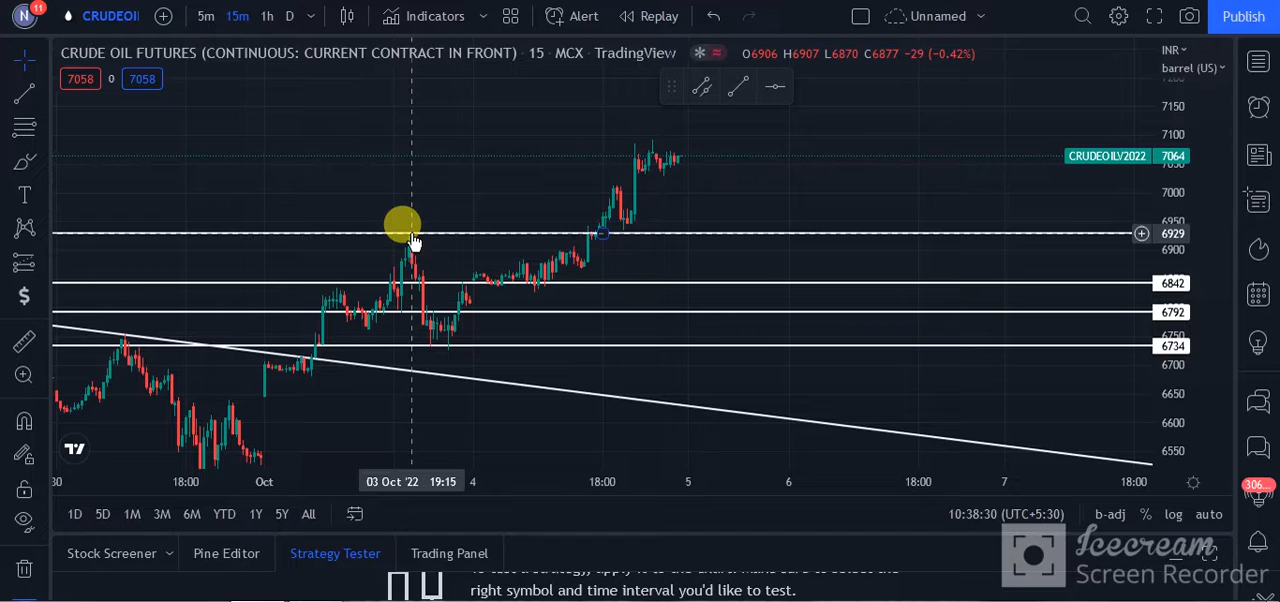 N 11 CRUDEOIl 5m 15m 1h D Indicators Alert Replay Unnamed Publish
CRUDE OIL FUTURES (CONTINUOUS: CURRENT CONTRACT IN FRONT) · 15 · MCX · TradingView O6906 H6907 L6870 C6877 −29 (−0.42%)
INR
barrel (US)
7058 0 7058
7150
7100
CRUDEOILV2022 7064
7000
6950
6929
6900
6842
6792
6734
6700
6650
6600
6550
30 18:00 Oct 03 Oct '22 19:15 4 18:00 5 6 18:00 7 18:00
1D 5D 1M 3M 6M YTD 1Y 5Y All 10:38:30 (UTC+5:30) b-adj % log auto
306...
Stock Screener Pine Editor Strategy Tester Trading Panel
right symbol and time interval you'd like to test.
Icecream
Screen Recorder